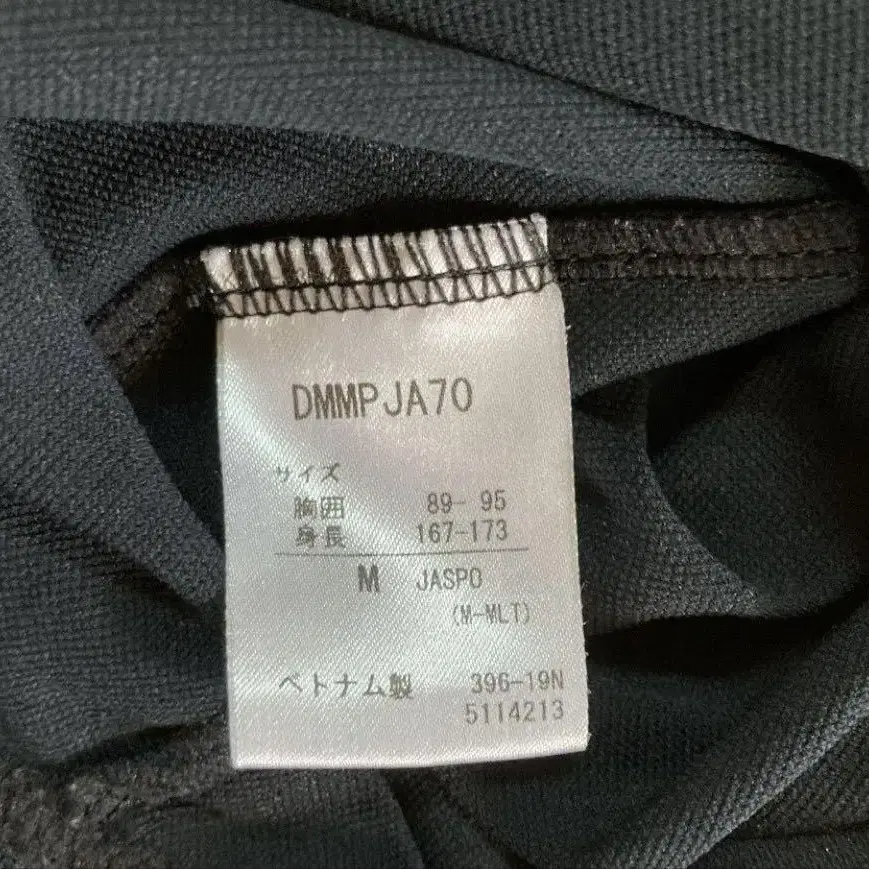 DMMPJA70
サイズ
胸囲 89- 95
身長 167-173
M JASPO
(M-MLT)
ベトナム製 396-19N
5114213